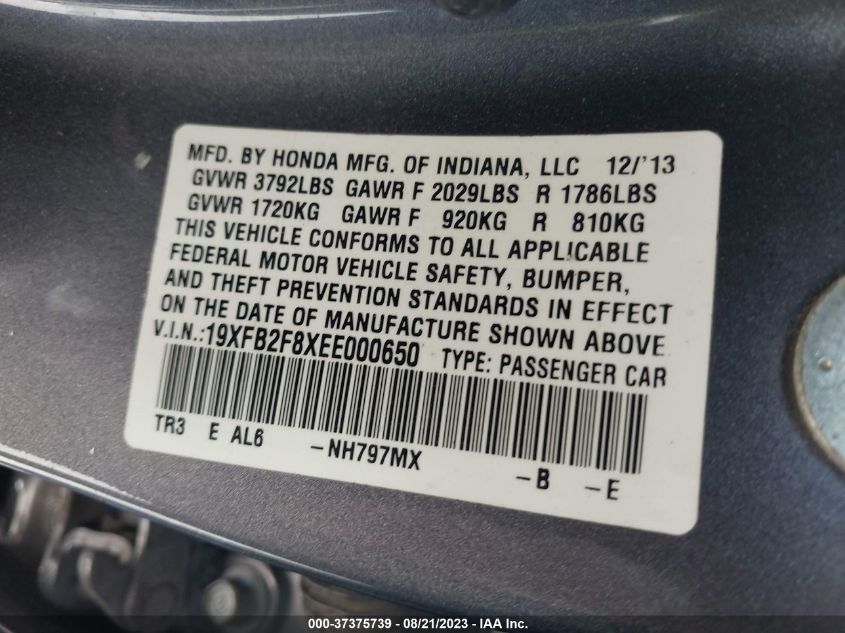 MFD. BY HONDA MFG. OF INDIANA, LLC 12/'13
GVWR 3792LBS GAWR F 2029LBS R 1786LBS
GVWR 1720KG GAWR F 920KG R 810KG
THIS VEHICLE CONFORMS TO ALL APPLICABLE
FEDERAL MOTOR VEHICLE SAFETY, BUMPER,
AND THEFT PREVENTION STANDARDS IN EFFECT
ON THE DATE OF MANUFACTURE SHOWN ABOVE
V.I.N.:19XFB2F8XEE000650 TYPE: PASSENGER CAR
TR3 E AL6 -NH797MX -B -E
000-37375739 - 08/21/2023 - IAA Inc.